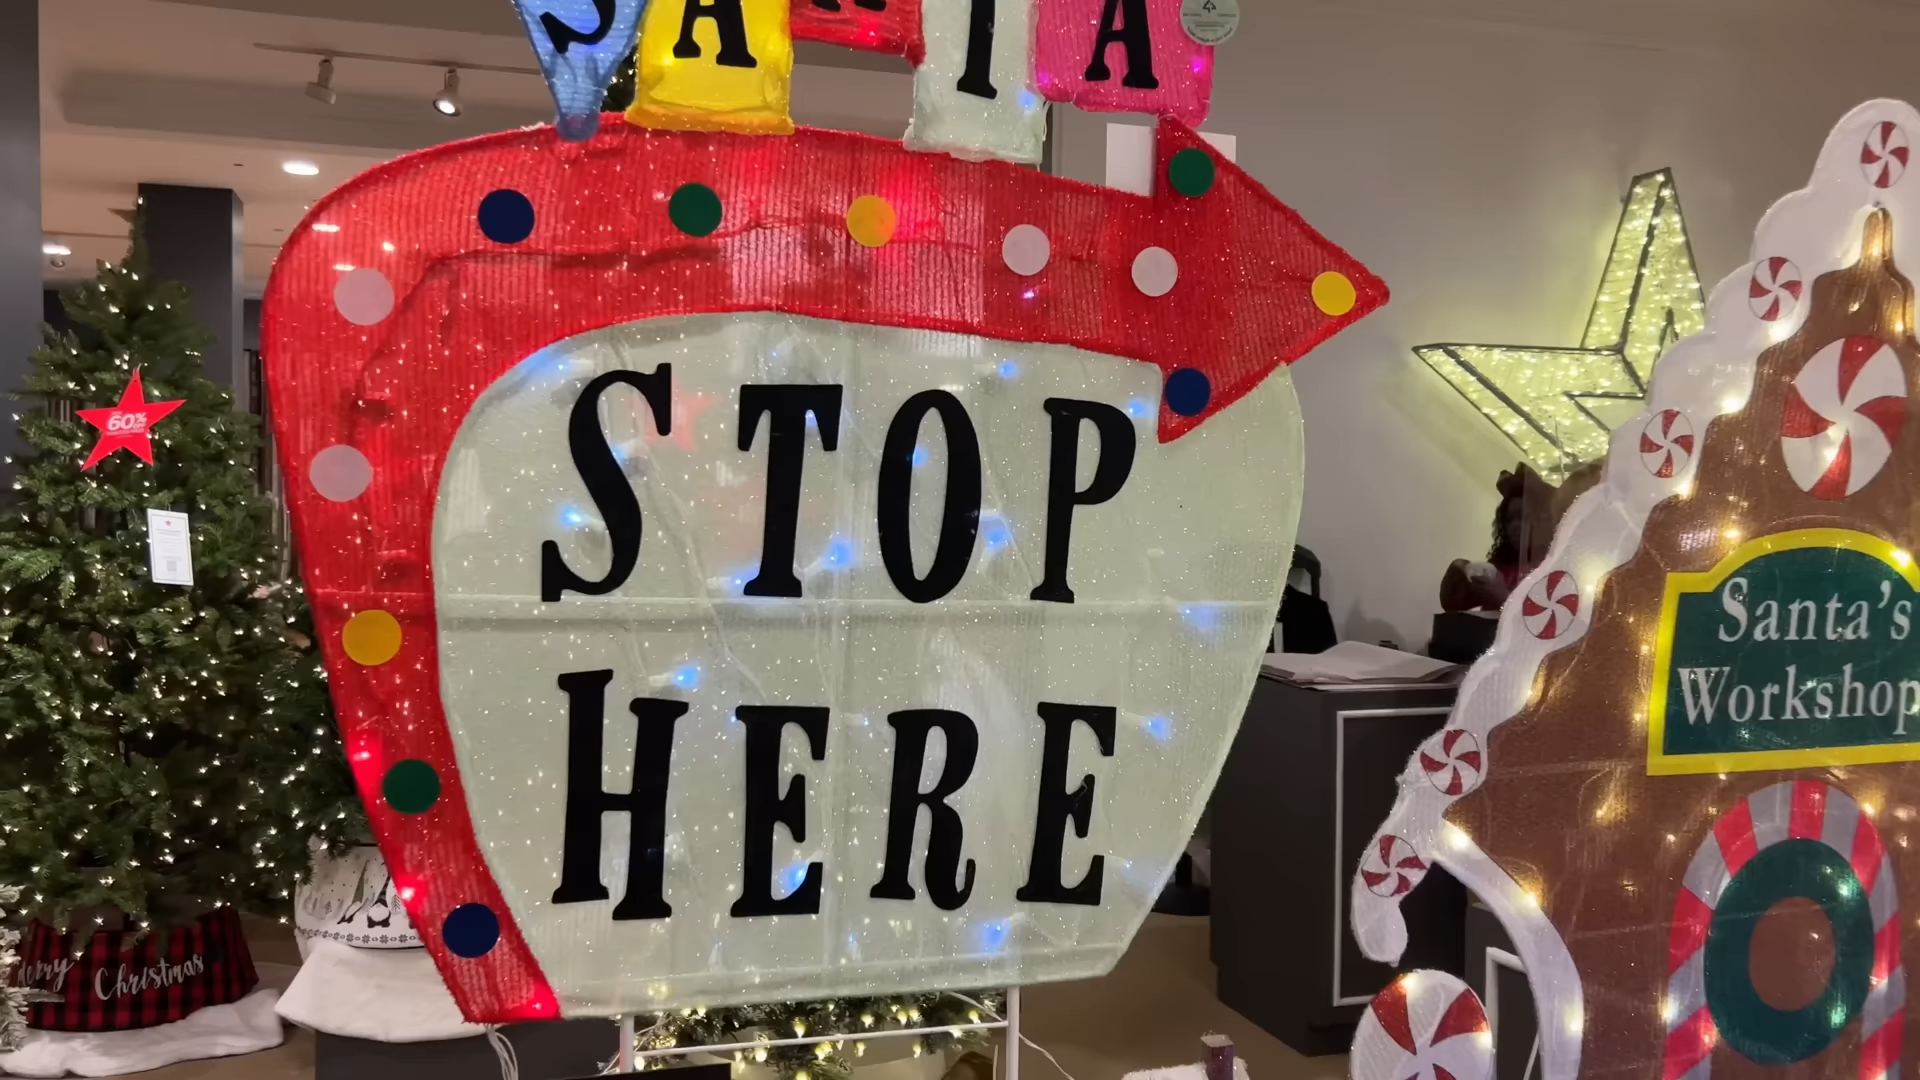 SANTA
STOP
HERE
60%
Santa's
Workshop
Merry Christmas